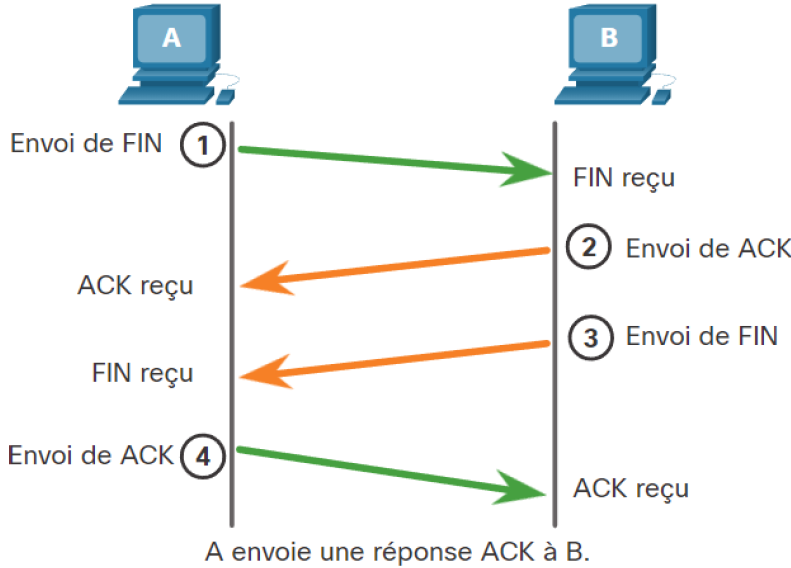 A
B
Envoi de FIN 1
FIN reçu
2 Envoi de ACK
ACK reçu
3 Envoi de FIN
FIN reçu
Envoi de ACK 4
ACK reçu
A envoie une réponse ACK à B.